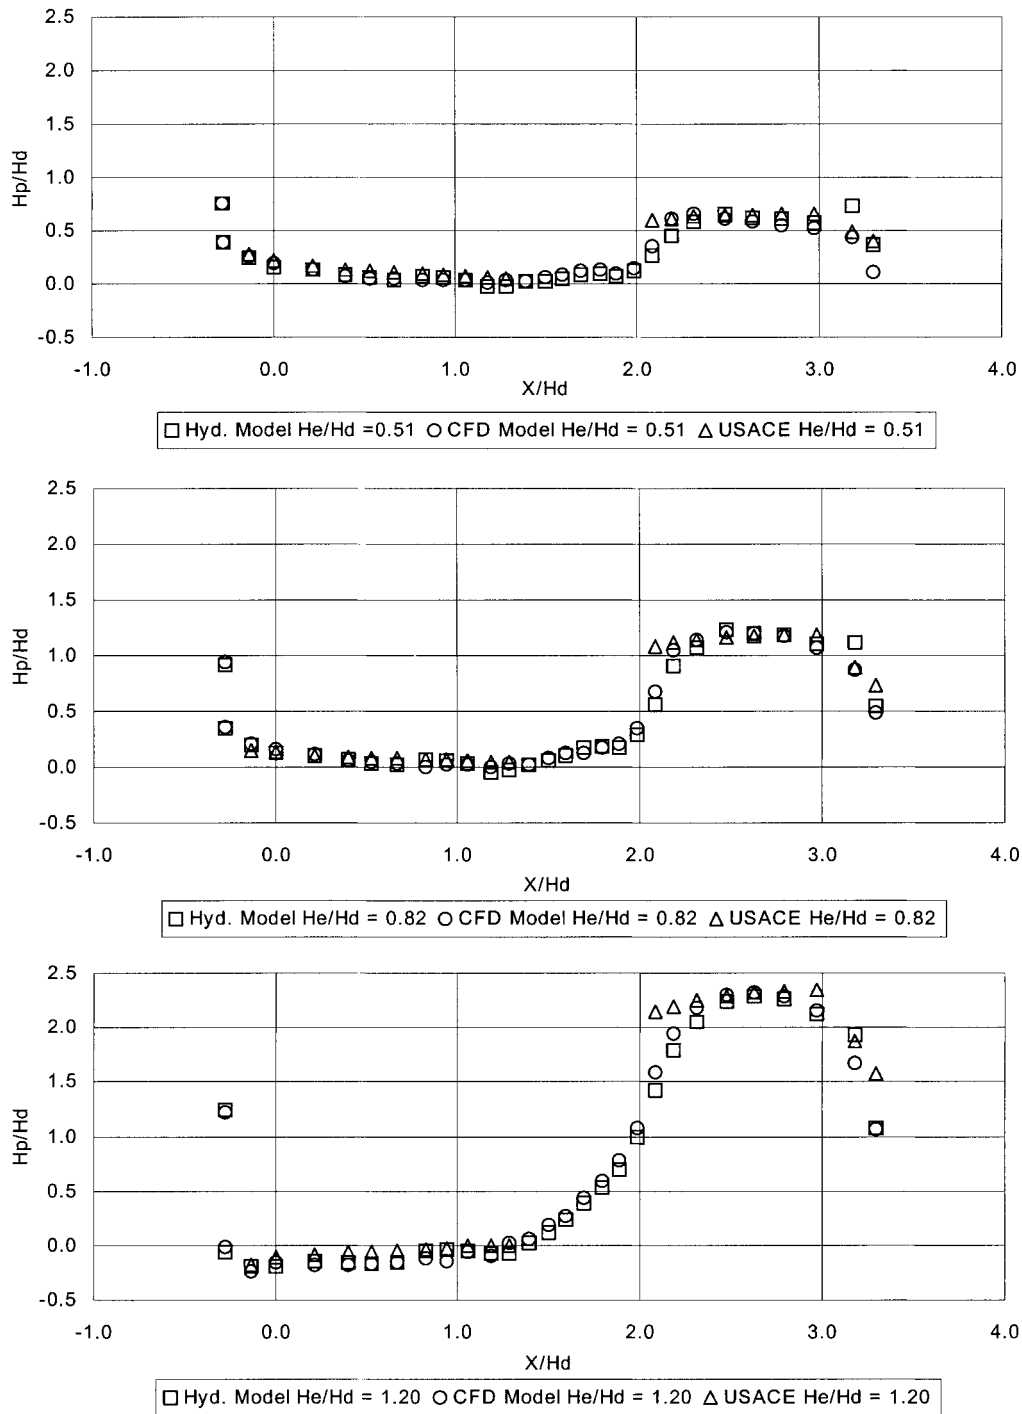 2.5
2.0
1.5
1.0
0.5
0.0
-0.5
Hp/Hd
-1.0 0.0 1.0 2.0 3.0 4.0
X/Hd
Hyd. Model He/Hd =0.51 CFD Model He/Hd = 0.51 USACE He/Hd = 0.51
2.5
2.0
1.5
1.0
0.5
0.0
-0.5
Hp/Hd
-1.0 0.0 1.0 2.0 3.0 4.0
X/Hd
Hyd. Model He/Hd = 0.82 CFD Model He/Hd = 0.82 USACE He/Hd = 0.82
2.5
2.0
1.5
1.0
0.5
0.0
-0.5
Hp/Hd
-1.0 0.0 1.0 2.0 3.0 4.0
X/Hd
Hyd. Model He/Hd = 1.20 CFD Model He/Hd = 1.20 USACE He/Hd = 1.20